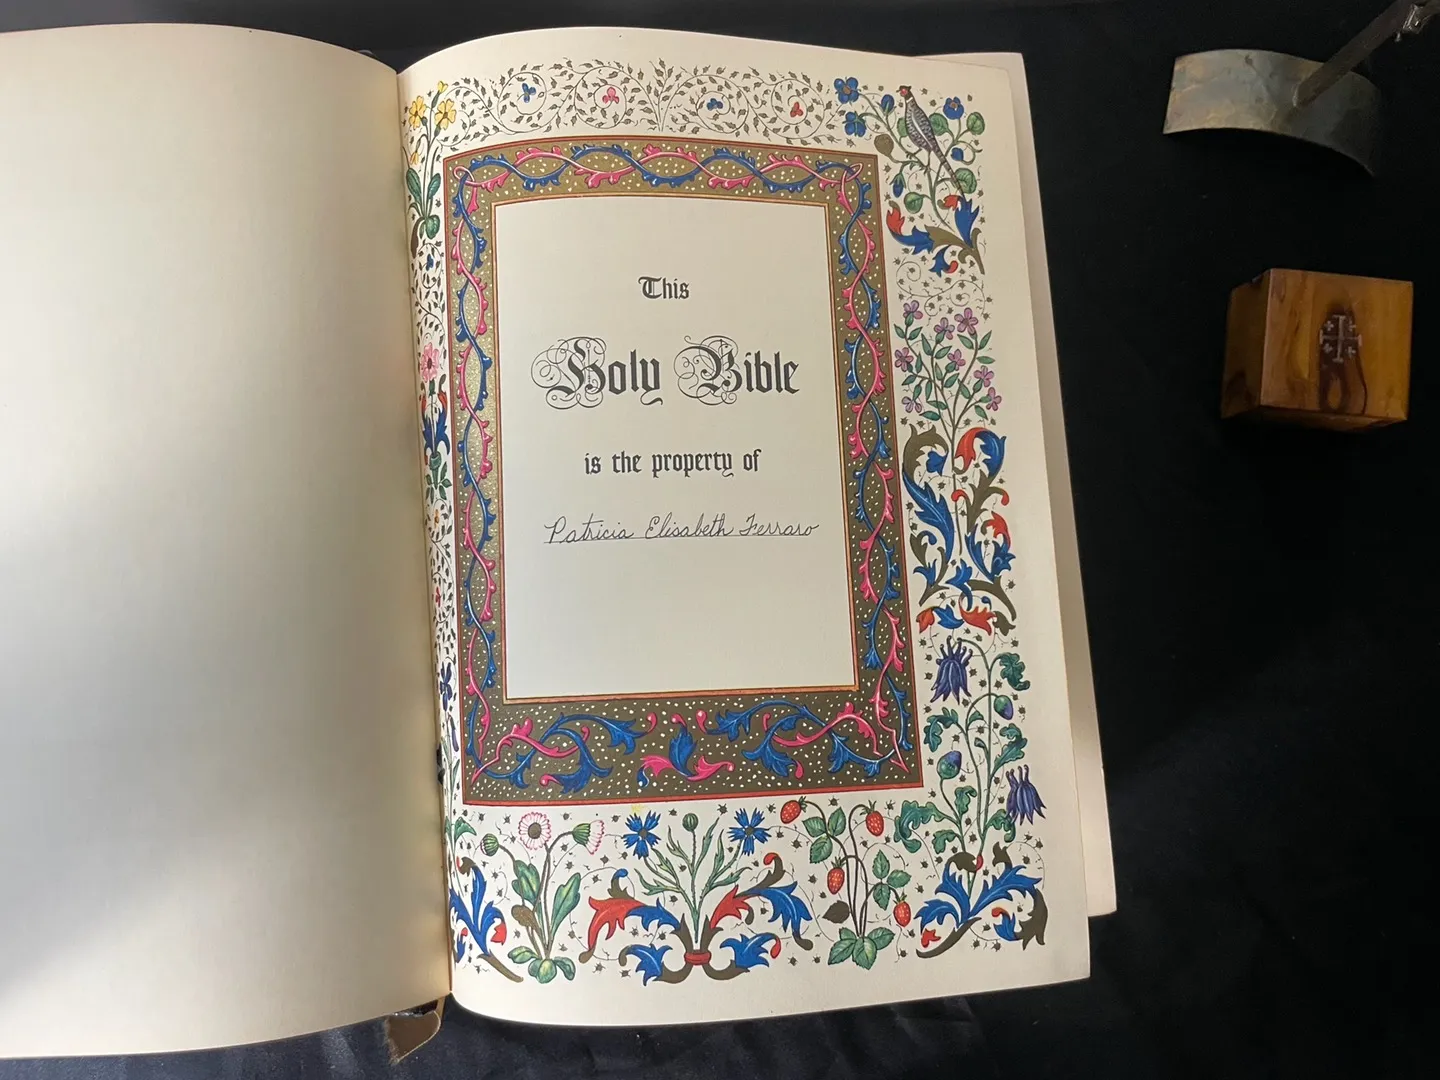 This
Holy Bible
is the property of
Patricia Elisabeth Ferraro